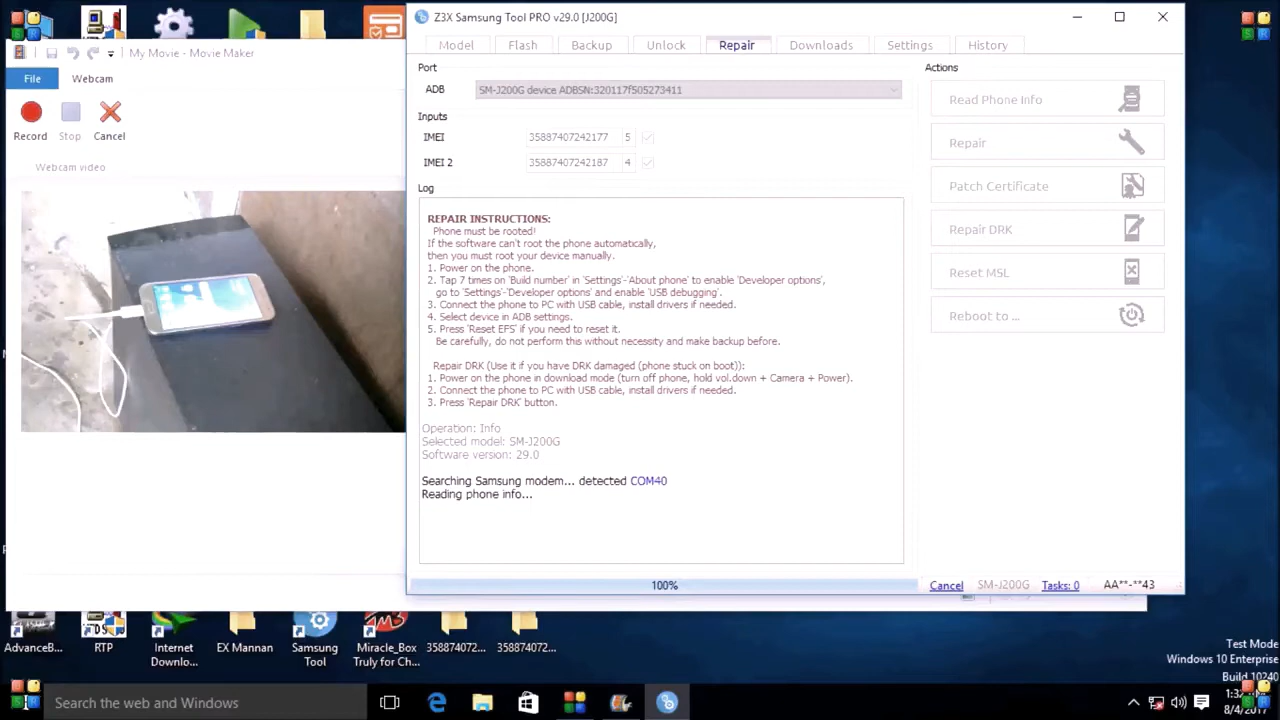 My Movie - Movie Maker
File
Webcam
Record
Stop
Cancel
Webcam video
Z3X Samsung Tool PRO v29.0 [J200G]
Model
Flash
Backup
Unlock
Repair
Downloads
Settings
History
Port
ADB
SM-J200G device ADBSN:320117f505273411
Inputs
IMEI
35887407242177 5
IMEI 2
35887407242187 4
Log
REPAIR INSTRUCTIONS:
Phone must be rooted!
If the software can't root the phone automatically,
then you must root your device manually.
1. Power on the phone.
2. Tap 7 times on 'Build number' in 'Settings'-'About phone' to enable 'Developer options',
go to 'Settings'-'Developer options' and enable 'USB debugging'.
3. Connect the phone to PC with USB cable, install drivers if needed.
4. Select device in ADB settings.
5. Press 'Reset EFS' if you need to reset it.
Be carefully, do not perform this without necessity and make backup before.
Repair DRK (Use it if you have DRK damaged (phone stuck on boot)):
1. Power on the phone in download mode (turn off phone, hold vol.down + Camera + Power).
2. Connect the phone to PC with USB cable, install drivers if needed.
3. Press 'Repair DRK' button.
Operation: Info
Selected model: SM-J200G
Software version: 29.0
Searching Samsung modem... detected COM40
Reading phone info...
Actions
Read Phone Info
Repair
Patch Certificate
Repair DRK
Reset MSL
Reboot to ...
100%
Cancel
SM-J200G
Tasks: 0
AA**-**43
AdvanceB...
RTP
Internet
Downlo...
EX Mannan
Samsung
Tool
Miracle_Box
Truly for Ch...
358874072...
358874072...
Test Mode
Windows 10 Enterprise
Build 10240
Search the web and Windows
8/4/2017